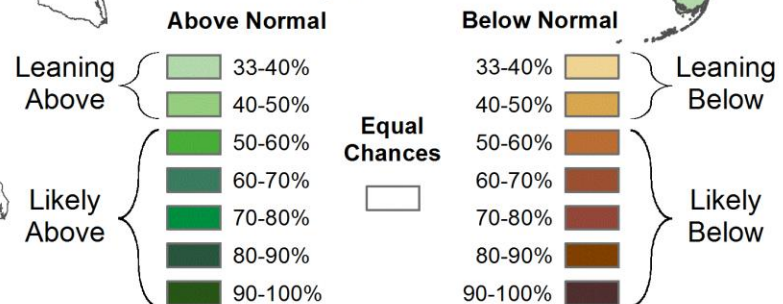 Above Normal
Below Normal
Leaning
Above
33-40%
40-50%
Likely
Above
50-60%
60-70%
70-80%
80-90%
90-100%
Equal
Chances
33-40%
40-50%
Leaning
Below
50-60%
60-70%
70-80%
80-90%
90-100%
Likely
Below